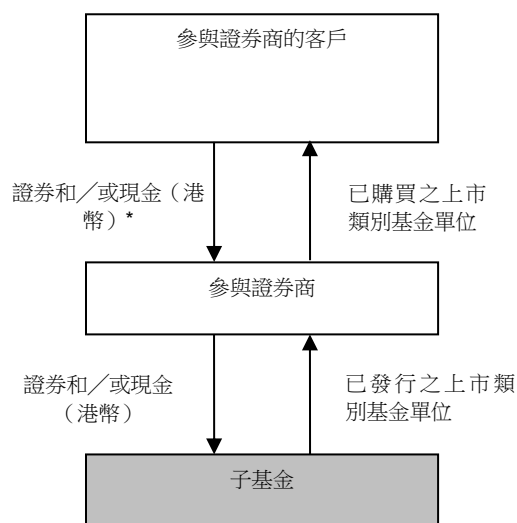 參與證券商的客戶
證券和╱或現金（港
幣）*
已購買之上市
類別基金單位
參與證券商
證券和╱或現金
（港幣）
已發行之上市類
別基金單位
子基金